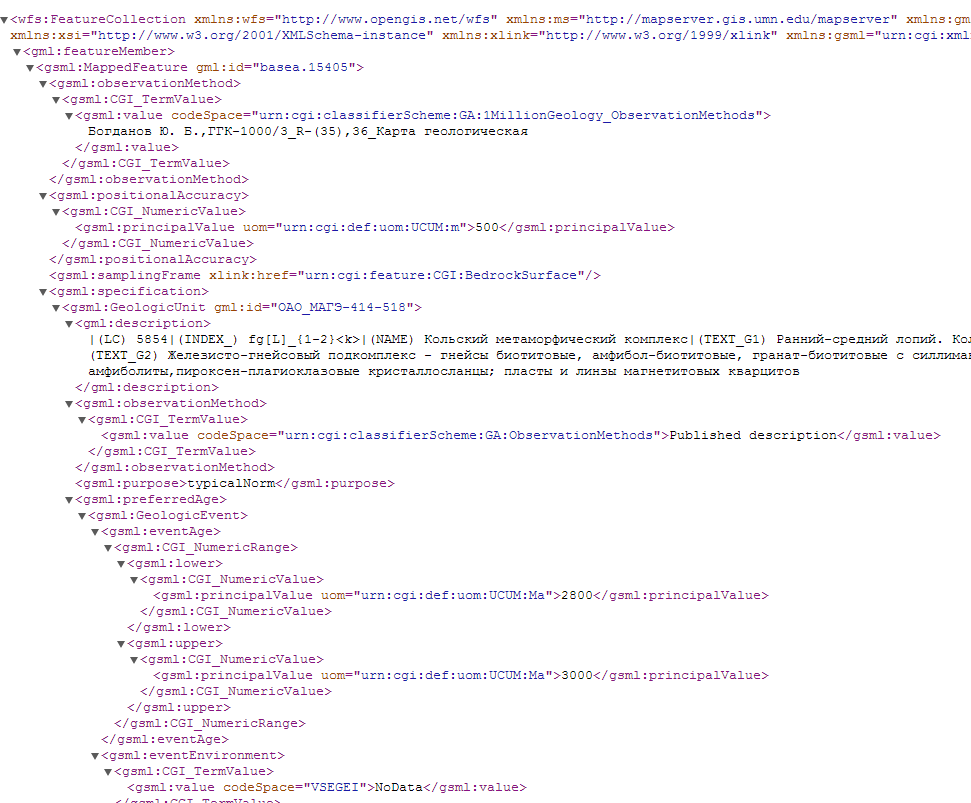 ▼<wfs:FeatureCollection xmlns:wfs="http://www.opengis.net/wfs" xmlns:ms="http://mapserver.gis.umn.edu/mapserver" xmlns:gm
xmlns:xsi="http://www.w3.org/2001/XMLSchema-instance" xmlns:xlink="http://www.w3.org/1999/xlink" xmlns:gsml="urn:cgi:xml
▼<gml:featureMember>
▼<gsml:MappedFeature gml:id="basea.15405">
▼<gsml:observationMethod>
▼<gsml:CGI_TermValue>
▼<gsml:value codeSpace="urn:cgi:classifierScheme:GA:1MillionGeology_ObservationMethods">
Богданов Ю. Б.,ГГК-1000/3_R-(35),36_Карта геологическая
</gsml:value>
</gsml:CGI_TermValue>
</gsml:observationMethod>
▼<gsml:positionalAccuracy>
▼<gsml:CGI_NumericValue>
<gsml:principalValue uom="urn:cgi:def:uom:UCUM:m">500</gsml:principalValue>
</gsml:CGI_NumericValue>
</gsml:positionalAccuracy>
<gsml:samplingFrame xlink:href="urn:cgi:feature:CGI:BedrockSurface"/>
▼<gsml:specification>
▼<gsml:GeologicUnit gml:id="ОАО_МАГЭ-414-518">
▼<gml:description>
|(LC) 5854|(INDEX_) fg[L]_{1-2}<k>|(NAME) Кольский метаморфический комплекс|(TEXT_G1) Ранний-средний лопий. Кол
(TEXT_G2) Железисто-гнейсовый подкомплекс - гнейсы биотитовые, амфибол-биотитовые, гранат-биотитовые с силлиман
амфиболиты,пироксен-плагиоклазовые кристаллосланцы; пласты и линзы магнетитовых кварцитов
</gml:description>
▼<gsml:observationMethod>
▼<gsml:CGI_TermValue>
<gsml:value codeSpace="urn:cgi:classifierScheme:GA:ObservationMethods">Published description</gsml:value>
</gsml:CGI_TermValue>
</gsml:observationMethod>
<gsml:purpose>typicalNorm</gsml:purpose>
▼<gsml:preferredAge>
▼<gsml:GeologicEvent>
▼<gsml:eventAge>
▼<gsml:CGI_NumericRange>
▼<gsml:lower>
▼<gsml:CGI_NumericValue>
<gsml:principalValue uom="urn:cgi:def:uom:UCUM:Ma">2800</gsml:principalValue>
</gsml:CGI_NumericValue>
</gsml:lower>
▼<gsml:upper>
▼<gsml:CGI_NumericValue>
<gsml:principalValue uom="urn:cgi:def:uom:UCUM:Ma">3000</gsml:principalValue>
</gsml:CGI_NumericValue>
</gsml:upper>
</gsml:CGI_NumericRange>
</gsml:eventAge>
▼<gsml:eventEnvironment>
▼<gsml:CGI_TermValue>
<gsml:value codeSpace="VSEGEI">NoData</gsml:value>
</gsml:CGI_TermValue>